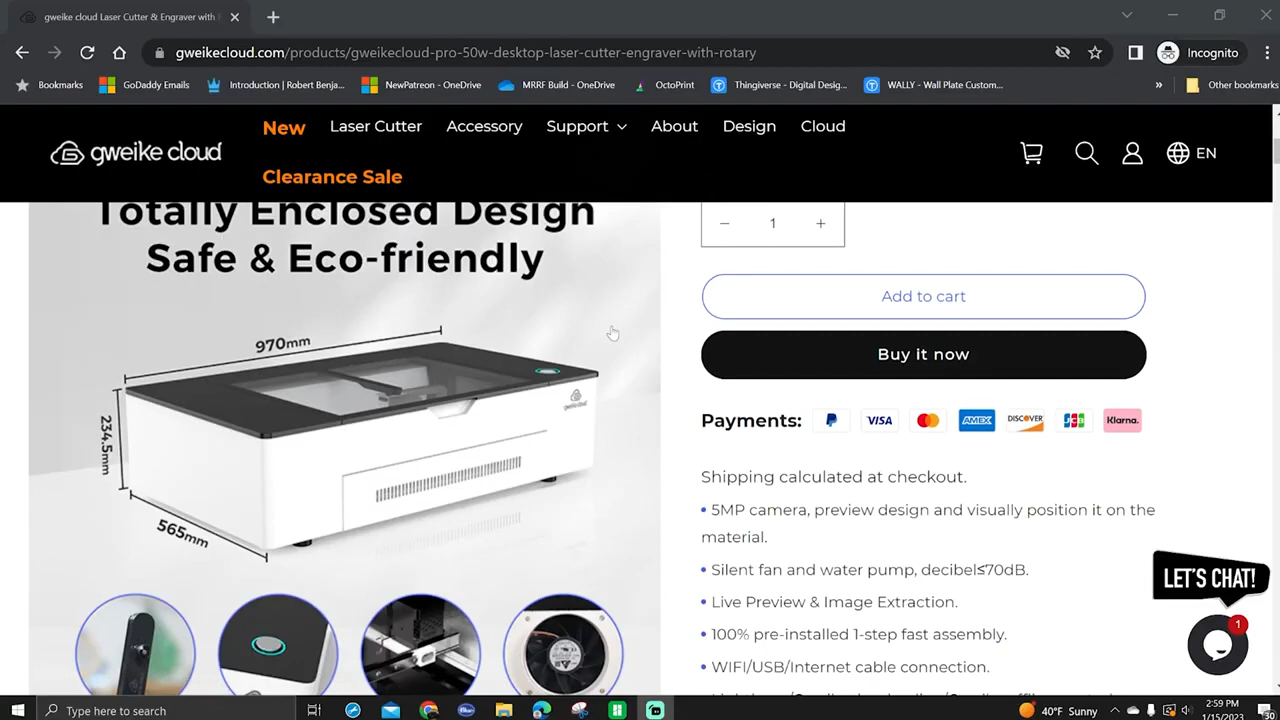 gweike cloud Laser Cutter & Engraver with
gweikecloud.com/products/gweikecloud-pro-50w-desktop-laser-cutter-engraver-with-rotary
Incognito
Bookmarks
GoDaddy Emails
Introduction | Robert Benja...
NewPatreon - OneDrive
MRRF Build - OneDrive
OctoPrint
Thingiverse - Digital Desig...
WALLY - Wall Plate Custom...
»
Other bookmarks
gweike cloud
New
Laser Cutter
Accessory
Support
About
Design
Cloud
Clearance Sale
EN
Totally Enclosed Design
Safe & Eco-friendly
970mm
234.5mm
565mm
gweike cloud
− 1 +
Add to cart
Buy it now
Payments:
VISA
AMEX
DISCOVER
JCB
Klarna.
Shipping calculated at checkout.
• 5MP camera, preview design and visually position it on the
material.
• Silent fan and water pump, decibel≤70dB.
• Live Preview & Image Extraction.
• 100% pre-installed 1-step fast assembly.
• WIFI/USB/Internet cable connection.
LET'S CHAT!
1
Type here to search
40°F Sunny
2:59 PM
1/15/2023